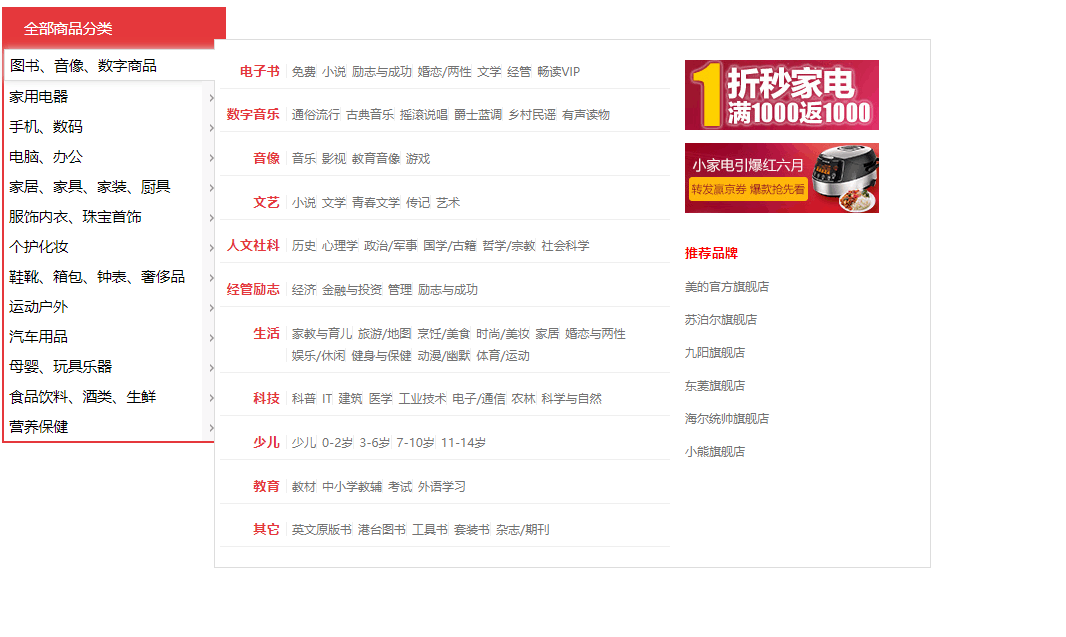 全部商品分类
图书、音像、数字商品
家用电器
手机、数码
电脑、办公
家居、家具、家装、厨具
服饰内衣、珠宝首饰
个护化妆
鞋靴、箱包、钟表、奢侈品
运动户外
汽车用品
母婴、玩具乐器
食品饮料、酒类、生鲜
营养保健
电子书 免费 小说 励志与成功 婚恋/两性 文学 经管 畅读VIP
数字音乐 通俗流行 古典音乐 摇滚说唱 爵士蓝调 乡村民谣 有声读物
音像 音乐 影视 教育音像 游戏
文艺 小说 文学 青春文学 传记 艺术
人文社科 历史 心理学 政治/军事 国学/古籍 哲学/宗教 社会科学
经管励志 经济 金融与投资 管理 励志与成功
生活 家教与育儿 旅游/地图 烹饪/美食 时尚/美妆 家居 婚恋与两性
娱乐/休闲 健身与保健 动漫/幽默 体育/运动
科技 科普 IT 建筑 医学 工业技术 电子/通信 农林 科学与自然
少儿 少儿 0-2岁 3-6岁 7-10岁 11-14岁
教育 教材 中小学教辅 考试 外语学习
其它 英文原版书 港台图书 工具书 套装书 杂志/期刊
1折秒家电
满1000返1000
小家电引爆红六月
转发赢京券 爆款抢先看
推荐品牌
美的官方旗舰店
苏泊尔旗舰店
九阳旗舰店
东菱旗舰店
海尔统帅旗舰店
小熊旗舰店